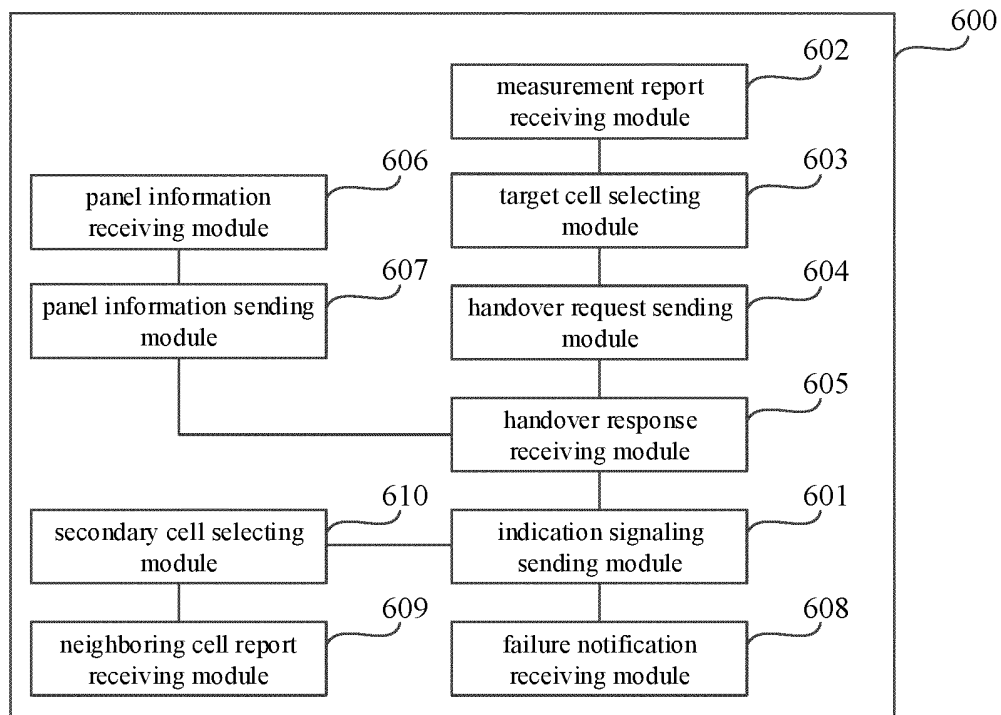 600
602
measurement report
receiving module
606
603
panel information
receiving module
target cell selecting
module
607
604
panel information sending
module
handover request sending
module
605
handover response
receiving module
610
601
secondary cell selecting
module
indication signaling
sending module
609
608
neighboring cell report
receiving module
failure notification
receiving module